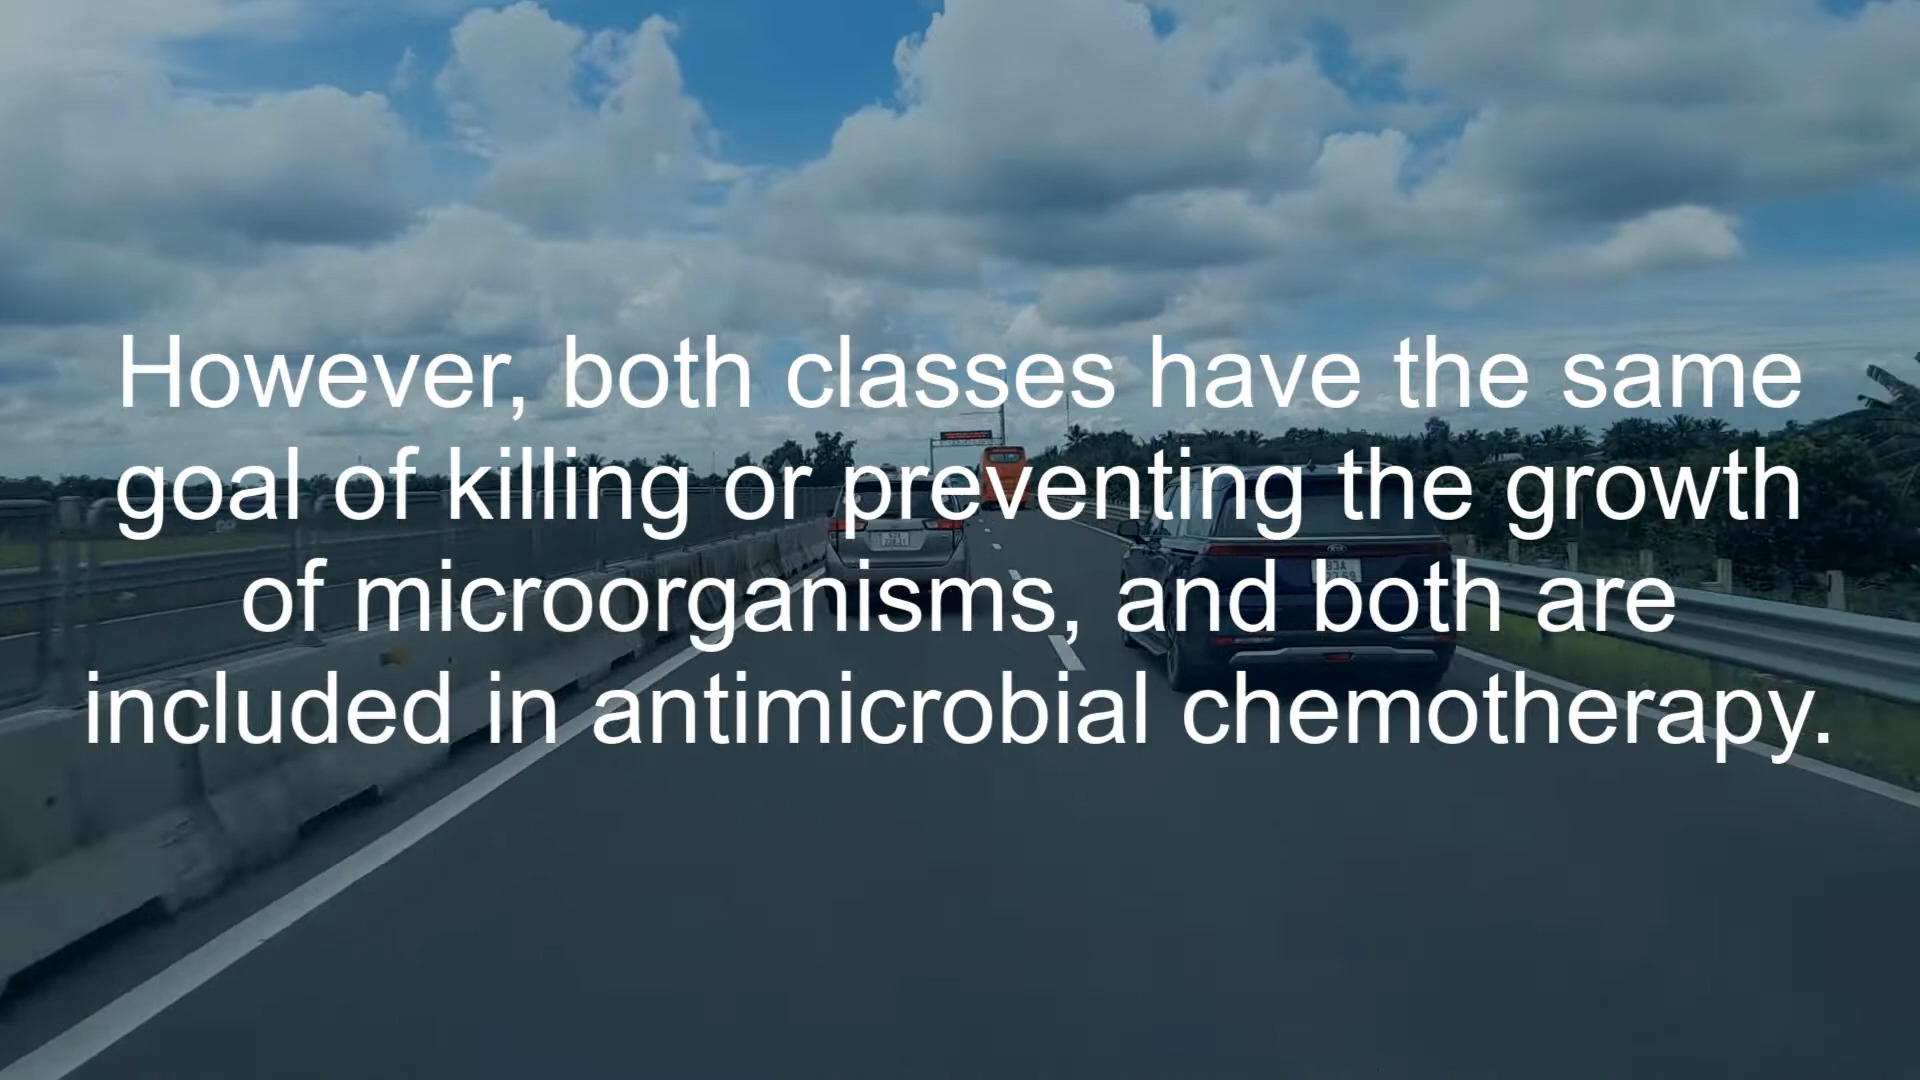 However, both classes have the same
goal of killing or preventing the growth
of microorganisms, and both are
included in antimicrobial chemotherapy.
KIA